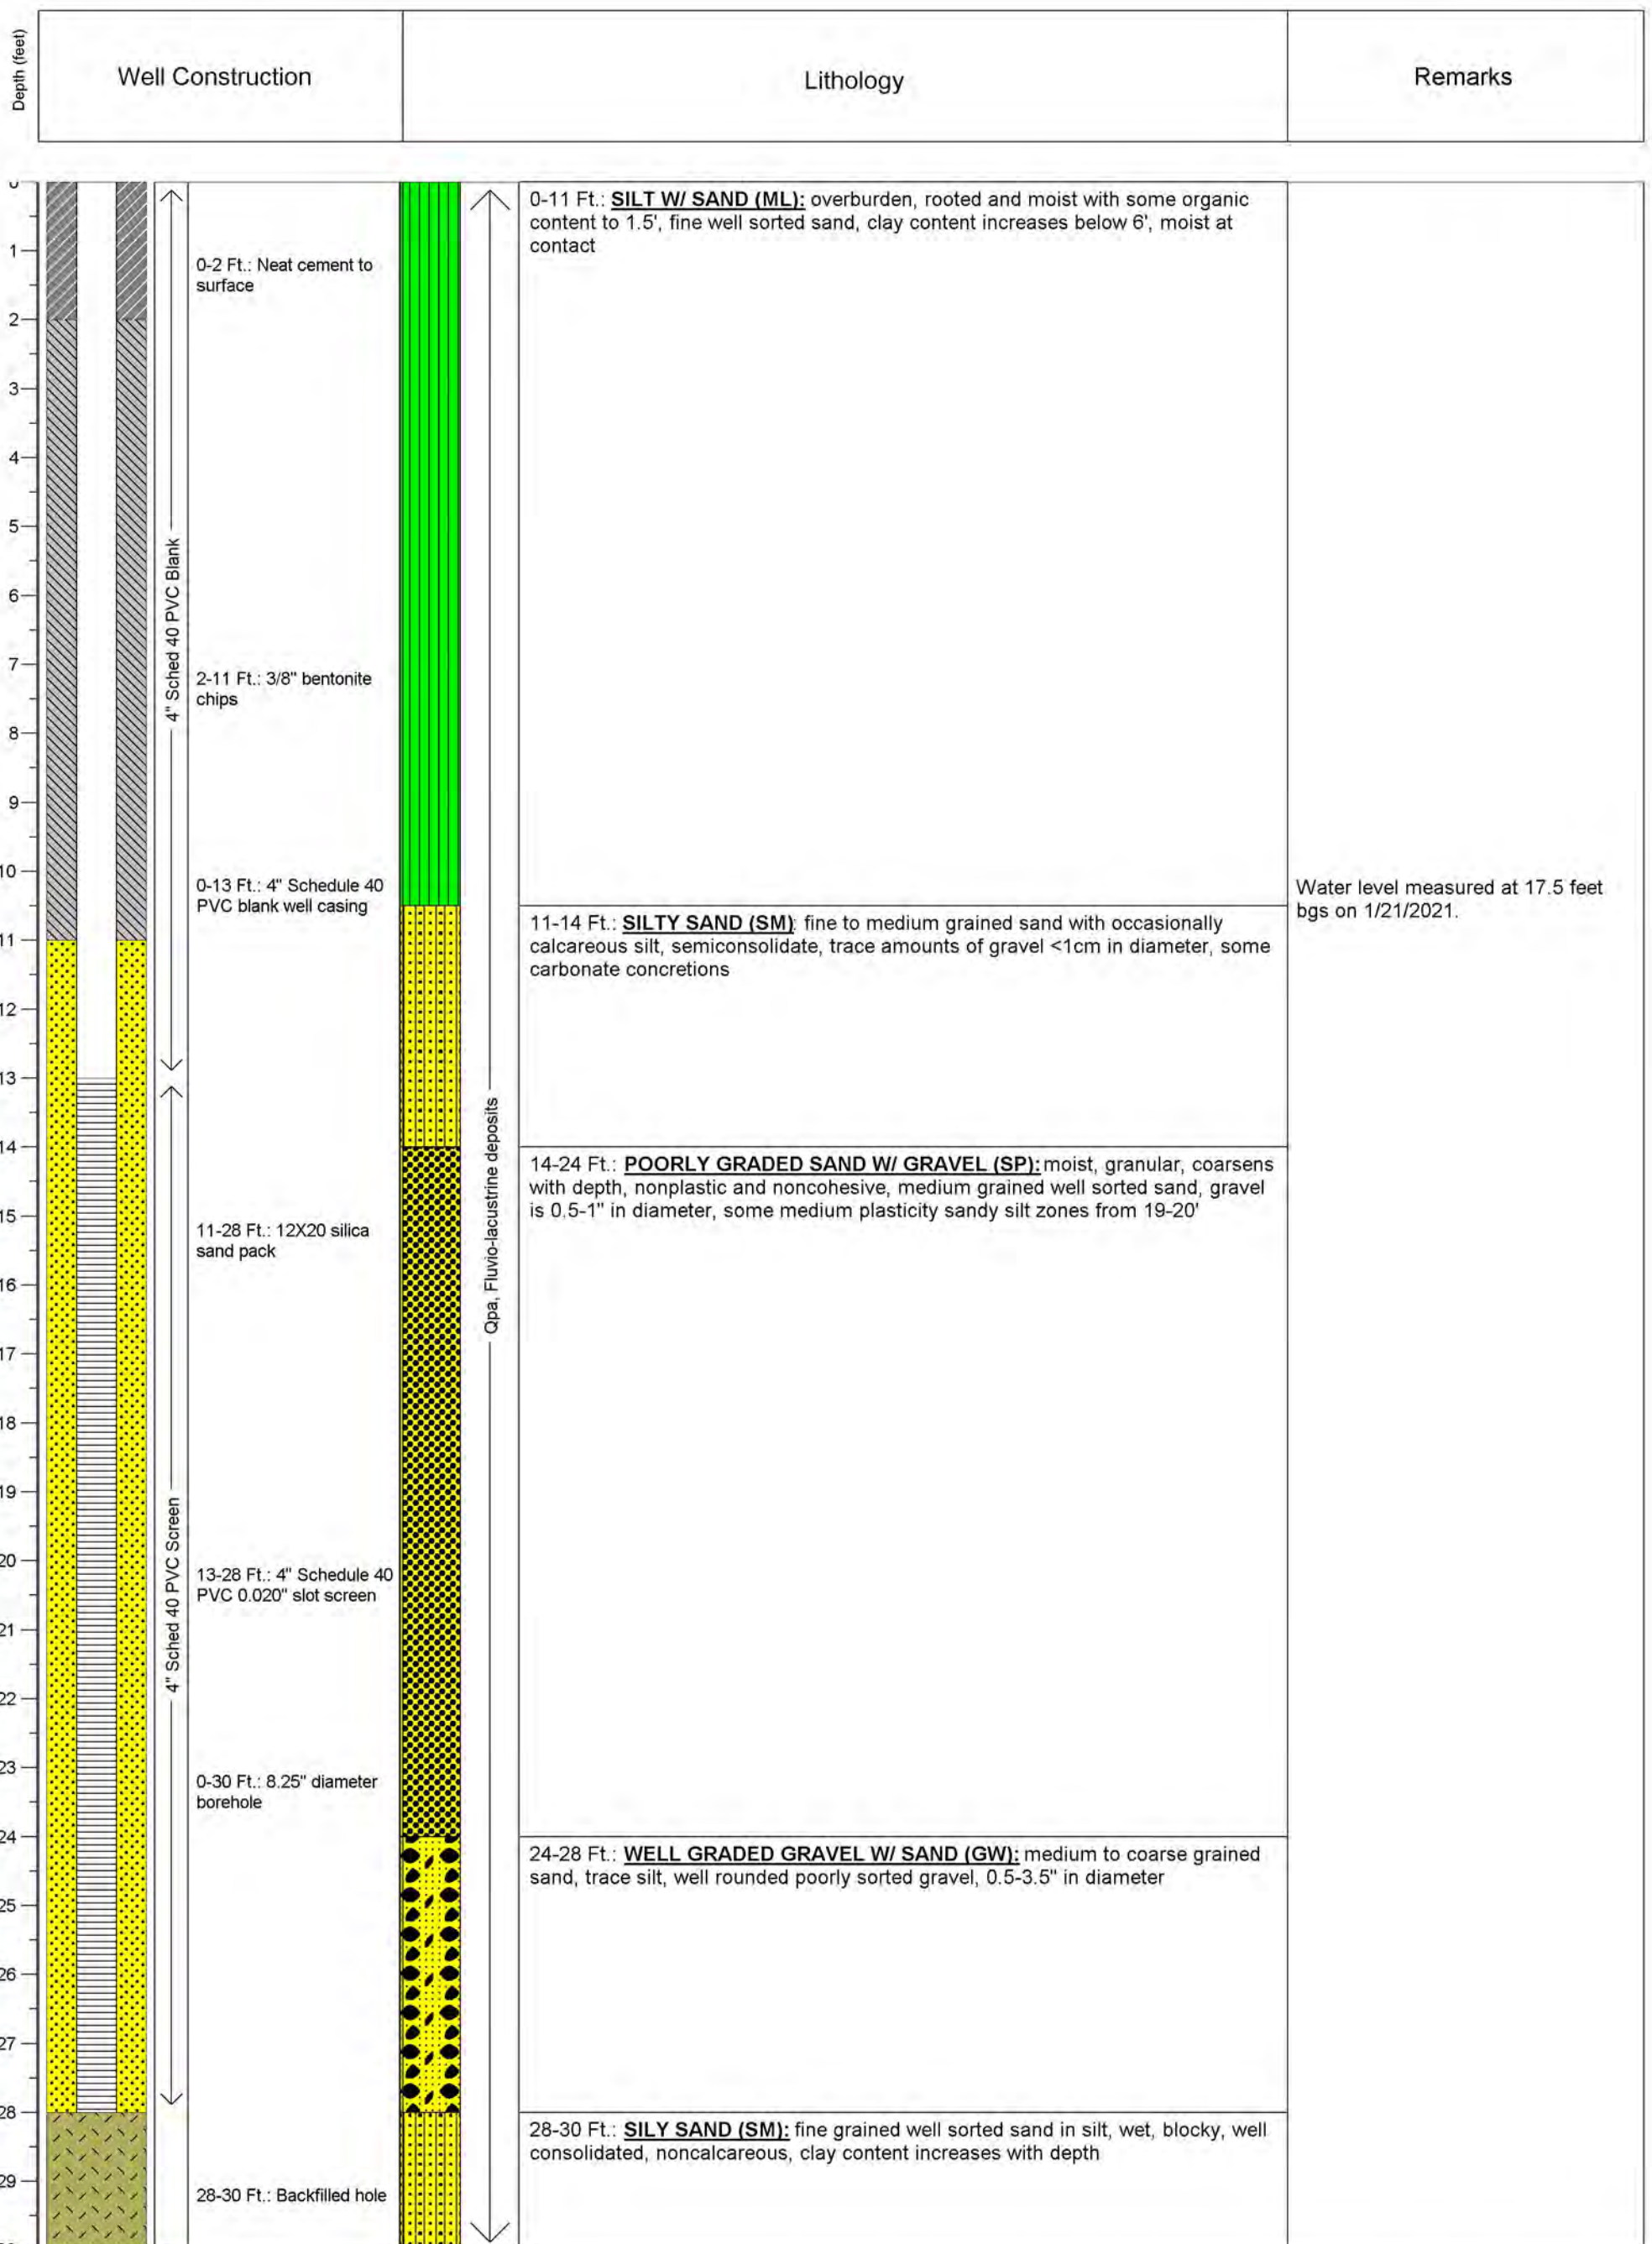 Depth (feet)
Well Construction
Lithology
Remarks
0
1
2
3
4
5
6
7
8
9
10
11
12
13
14
15
16
17
18
19
20
21
22
23
24
25
26
27
28
29
0-2 Ft.: Neat cement to
surface
2-11 Ft.: 3/8" bentonite
chips
0-13 Ft.: 4" Schedule 40
PVC blank well casing
11-28 Ft.: 12X20 silica
sand pack
13-28 Ft.: 4" Schedule 40
PVC 0.020" slot screen
0-30 Ft.: 8.25" diameter
borehole
28-30 Ft.: Backfilled hole
4" Sched 40 PVC Blank
4" Sched 40 PVC Screen
Qpa, Fluvio-lacustrine deposits
0-11 Ft.: SILT W/ SAND (ML): overburden, rooted and moist with some organic
content to 1.5', fine well sorted sand, clay content increases below 6', moist at
contact
11-14 Ft.: SILTY SAND (SM): fine to medium grained sand with occasionally
calcareous silt, semiconsolidate, trace amounts of gravel <1cm in diameter, some
carbonate concretions
14-24 Ft.: POORLY GRADED SAND W/ GRAVEL (SP): moist, granular, coarsens
with depth, nonplastic and noncohesive, medium grained well sorted sand, gravel
is 0.5-1" in diameter, some medium plasticity sandy silt zones from 19-20'
24-28 Ft.: WELL GRADED GRAVEL W/ SAND (GW): medium to coarse grained
sand, trace silt, well rounded poorly sorted gravel, 0.5-3.5" in diameter
28-30 Ft.: SILY SAND (SM): fine grained well sorted sand in silt, wet, blocky, well
consolidated, noncalcareous, clay content increases with depth
Water level measured at 17.5 feet
bgs on 1/21/2021.